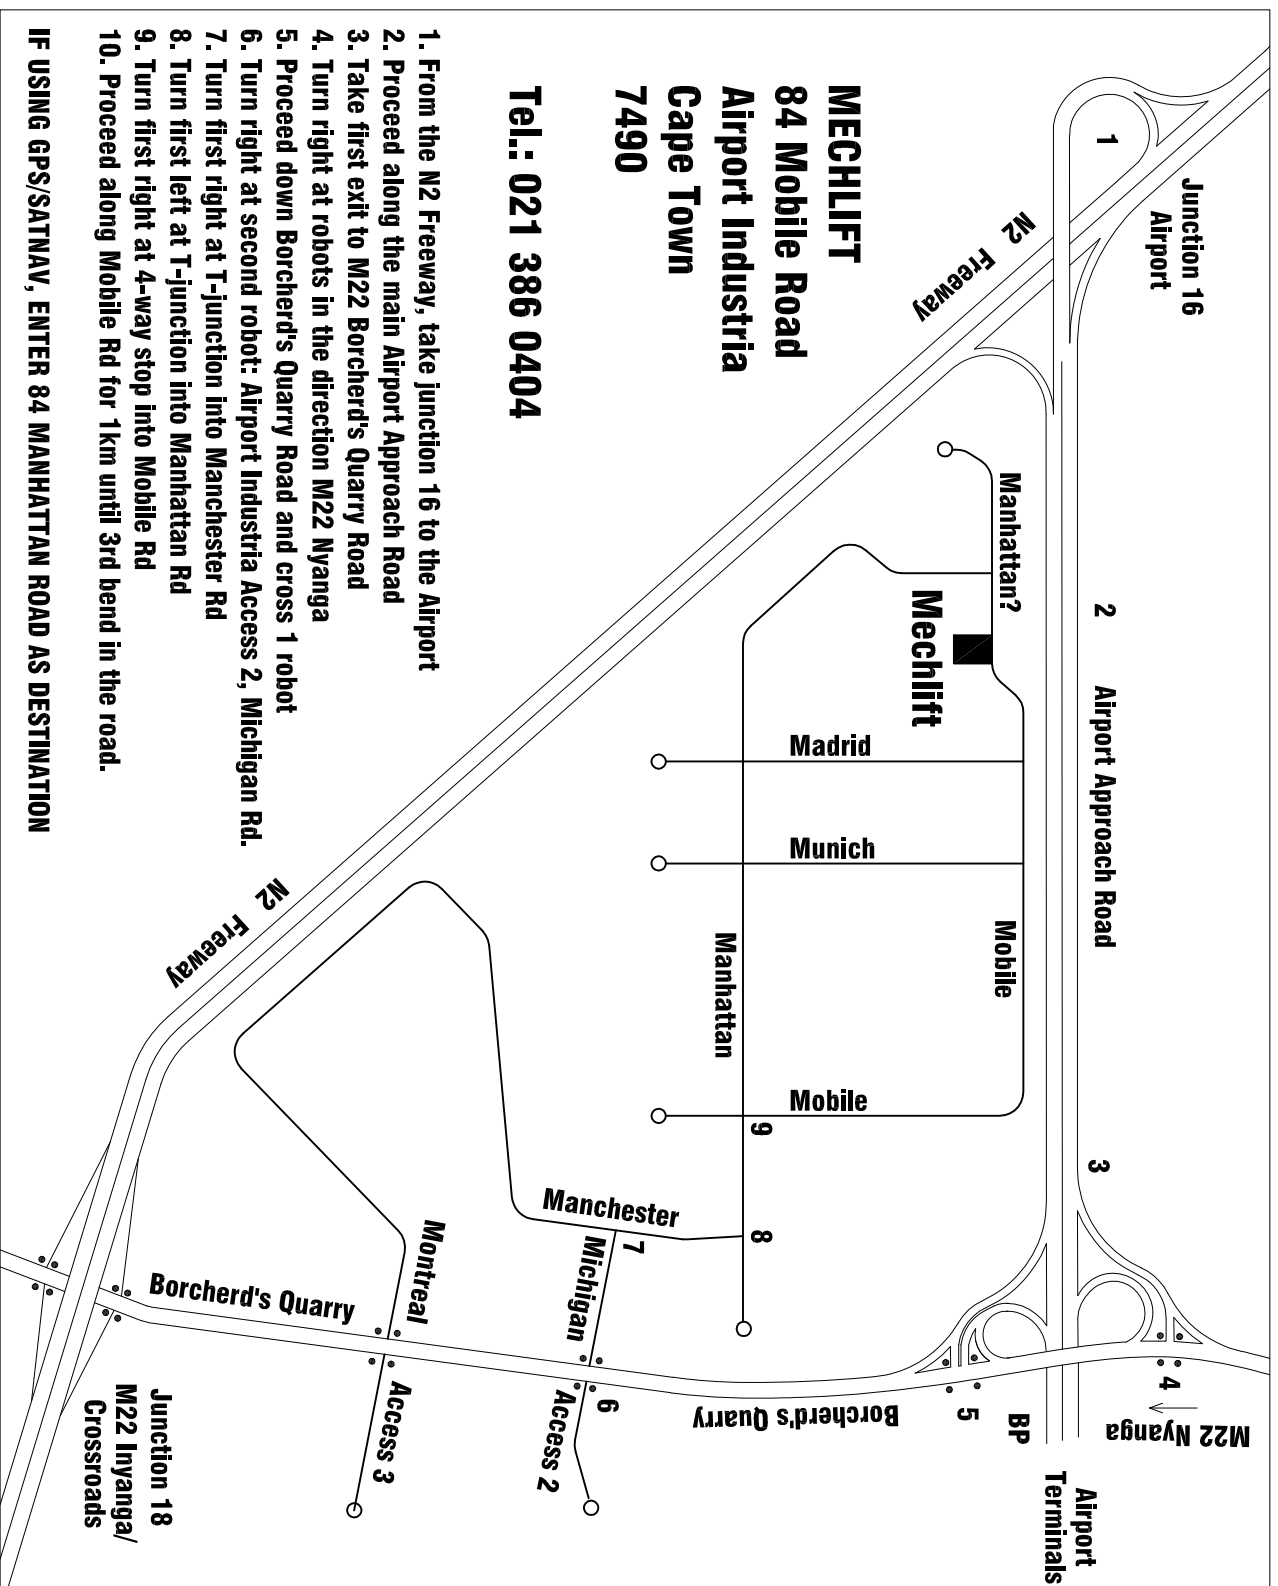 Junction 16
Airport
1
2
Airport Approach Road
3
4
M22 Nyanga
Airport
Terminals
BP
5
N2 Freeway
Manhattan?
Mechlift
Madrid
Munich
Mobile
Manhattan
Mobile
9
8
Manchester
7
Michigan
6
Access 2
Borcherd's Quarry
Montreal
Access 3
Borcherd's Quarry
N2 Freeway
Junction 18
M22 Inyanga/
Crossroads
MECHLIFT
84 Mobile Road
Airport Industria
Cape Town
7490
Tel.: 021 386 0404
1. From the N2 Freeway, take junction 16 to the Airport
2. Proceed along the main Airport Approach Road
3. Take first exit to M22 Borcherd's Quarry Road
4. Turn right at robots in the direction M22 Nyanga
5. Proceed down Borcherd's Quarry Road and cross 1 robot
6. Turn right at second robot: Airport Industria Access 2, Michigan Rd.
7. Turn first right at T-junction into Manchester Rd
8. Turn first left at T-junction into Manhattan Rd
9. Turn first right at 4-way stop into Mobile Rd
10. Proceed along Mobile Rd for 1km until 3rd bend in the road.
IF USING GPS/SATNAV, ENTER 84 MANHATTAN ROAD AS DESTINATION